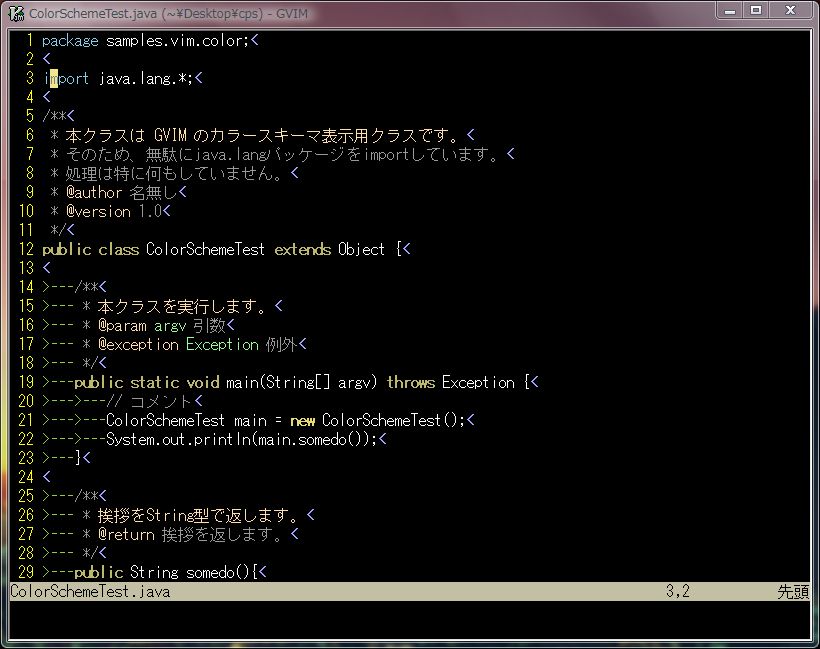 ColorSchemeTest.java (~¥Desktop¥cps) - GVIM
1 package samples.vim.color;<
2 <
3 import java.lang.*;<
4 <
5 /**<
6  * 本クラスは GVIM のカラースキーマ表示用クラスです。<
7  * そのため、無駄にjava.langパッケージをimportしています。<
8  * 処理は特に何もしていません。<
9  * @author 名無し<
10  * @version 1.0<
11  */<
12 public class ColorSchemeTest extends Object {<
13 <
14 >---/**<
15 >--- * 本クラスを実行します。<
16 >--- * @param argv 引数<
17 >--- * @exception Exception 例外<
18 >--- */<
19 >---public static void main(String[] argv) throws Exception {<
20 >--->---// コメント<
21 >--->---ColorSchemeTest main = new ColorSchemeTest();<
22 >--->---System.out.println(main.somedo());<
23 >---}<
24 <
25 >---/**<
26 >--- * 挨拶をString型で返します。<
27 >--- * @return 挨拶を返します。<
28 >--- */<
29 >---public String somedo(){<
ColorSchemeTest.java 3,2 先頭